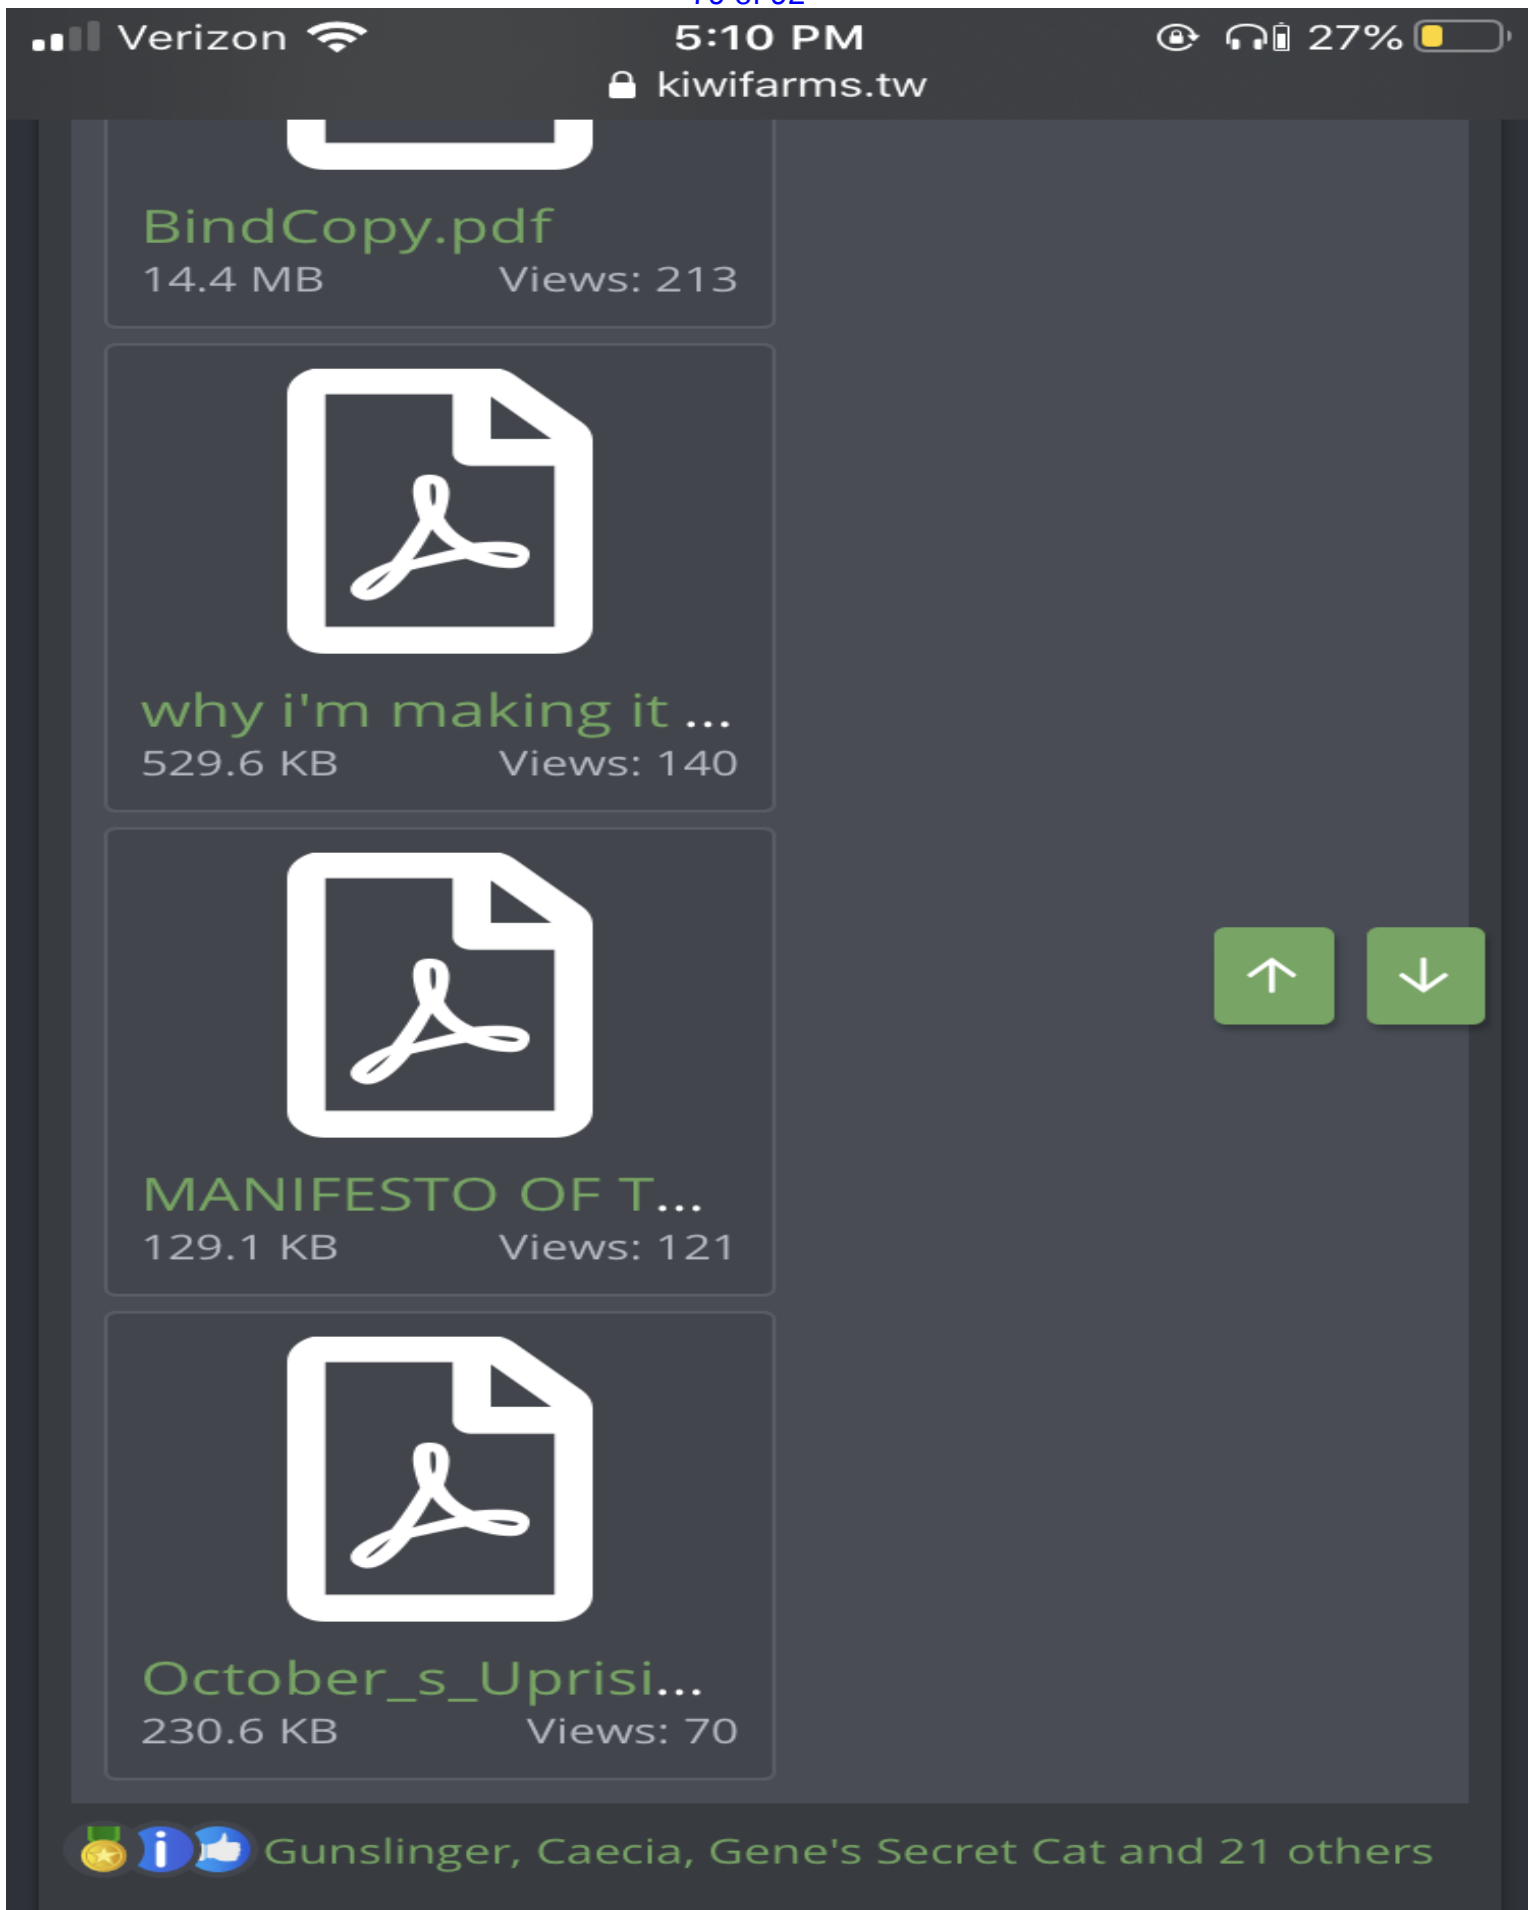 Verizon 5:10 PM 27%
kiwifarms.tw
BindCopy.pdf
14.4 MB Views: 213
why i'm making it ...
529.6 KB Views: 140
MANIFESTO OF T...
129.1 KB Views: 121
October_s_Uprisi...
230.6 KB Views: 70
Gunslinger, Caecia, Gene's Secret Cat and 21 others